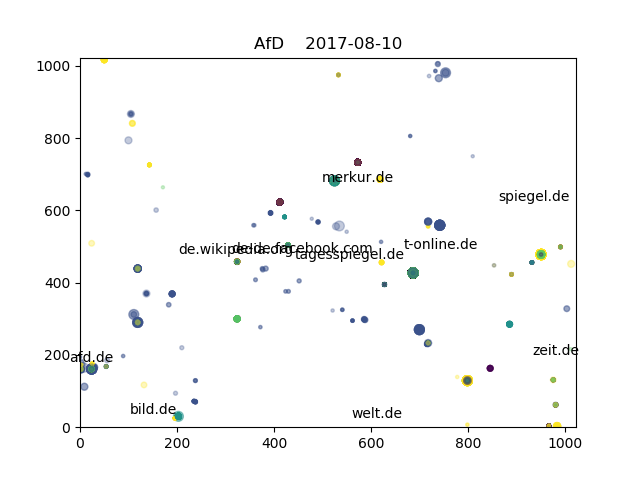 AfD 2017-08-10
1000
800
600
400
200
0
merkur.de
spiegel.de
t-online.de
de.wikipedia.org
de-de.facebook.com
tagesspiegel.de
zeit.de
afd.de
bild.de
welt.de
0 200 400 600 800 1000